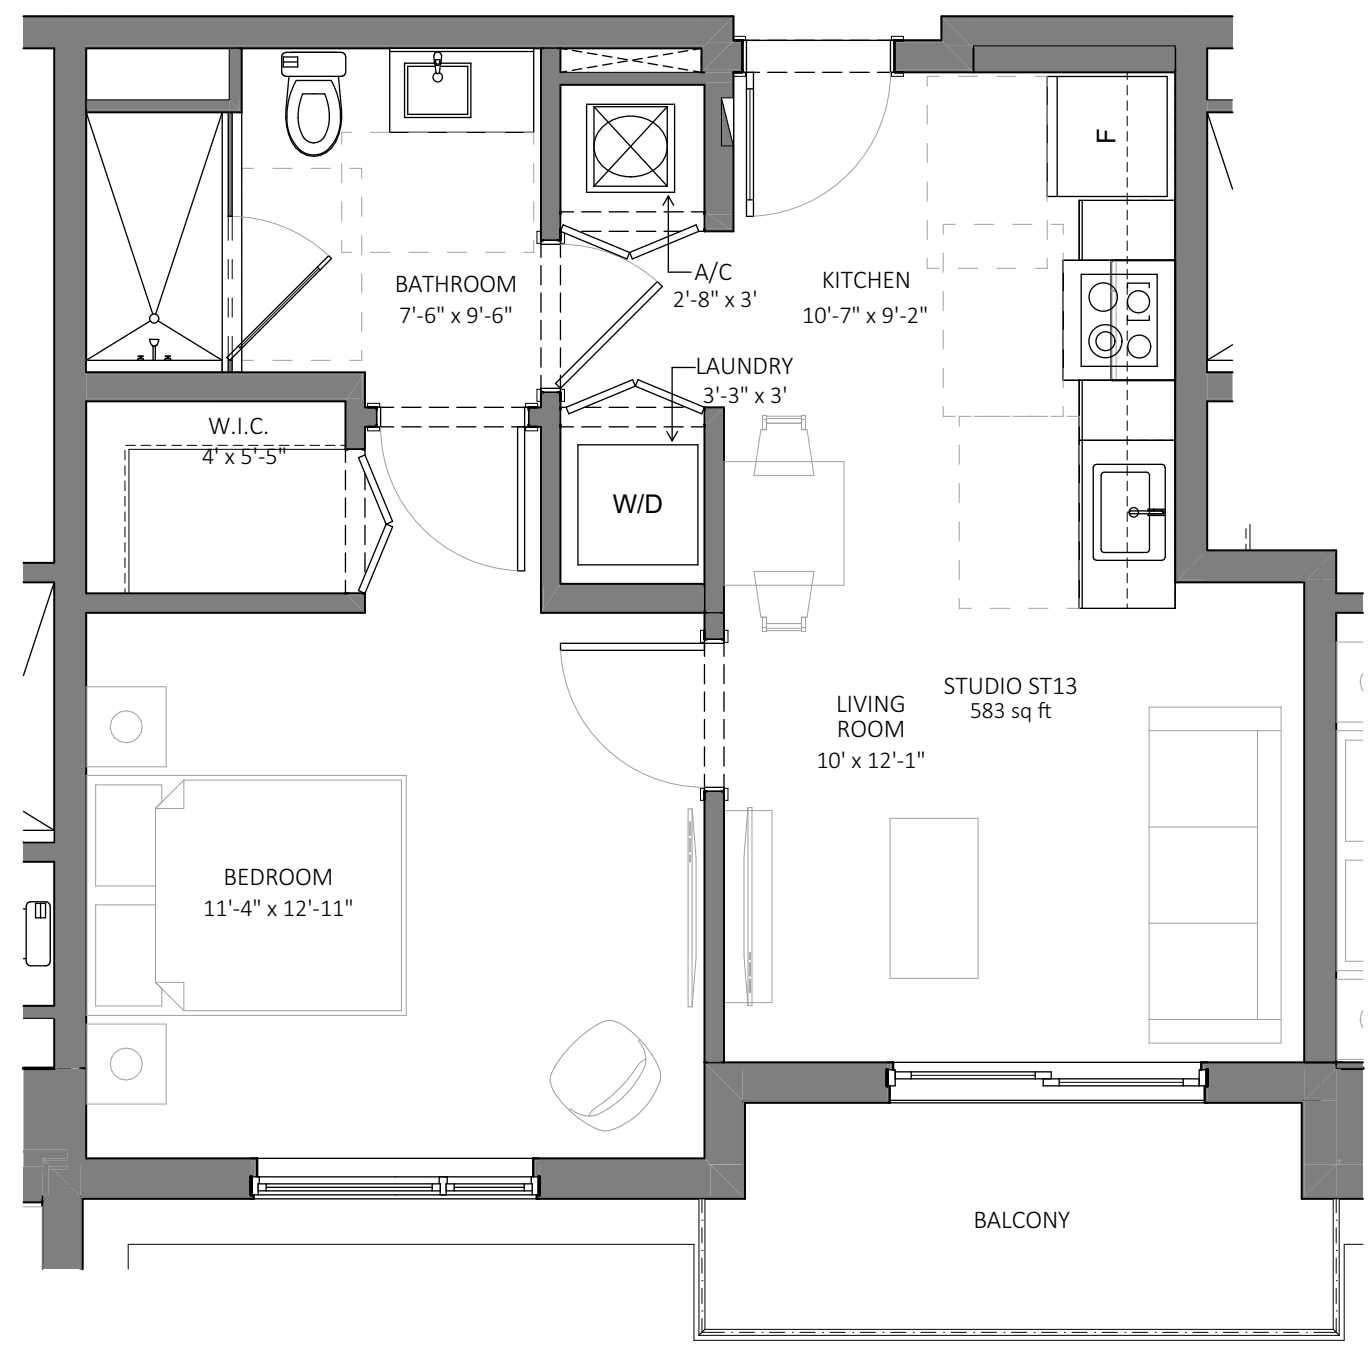 F
BATHROOM
7'-6" x 9'-6"
A/C
2'-8" x 3'
KITCHEN
10'-7" x 9'-2"
LAUNDRY
3'-3" x 3'
W.I.C.
4' x 5'-5"
W/D
STUDIO ST13
583 sq ft
LIVING
ROOM
10' x 12'-1"
BEDROOM
11'-4" x 12'-11"
BALCONY